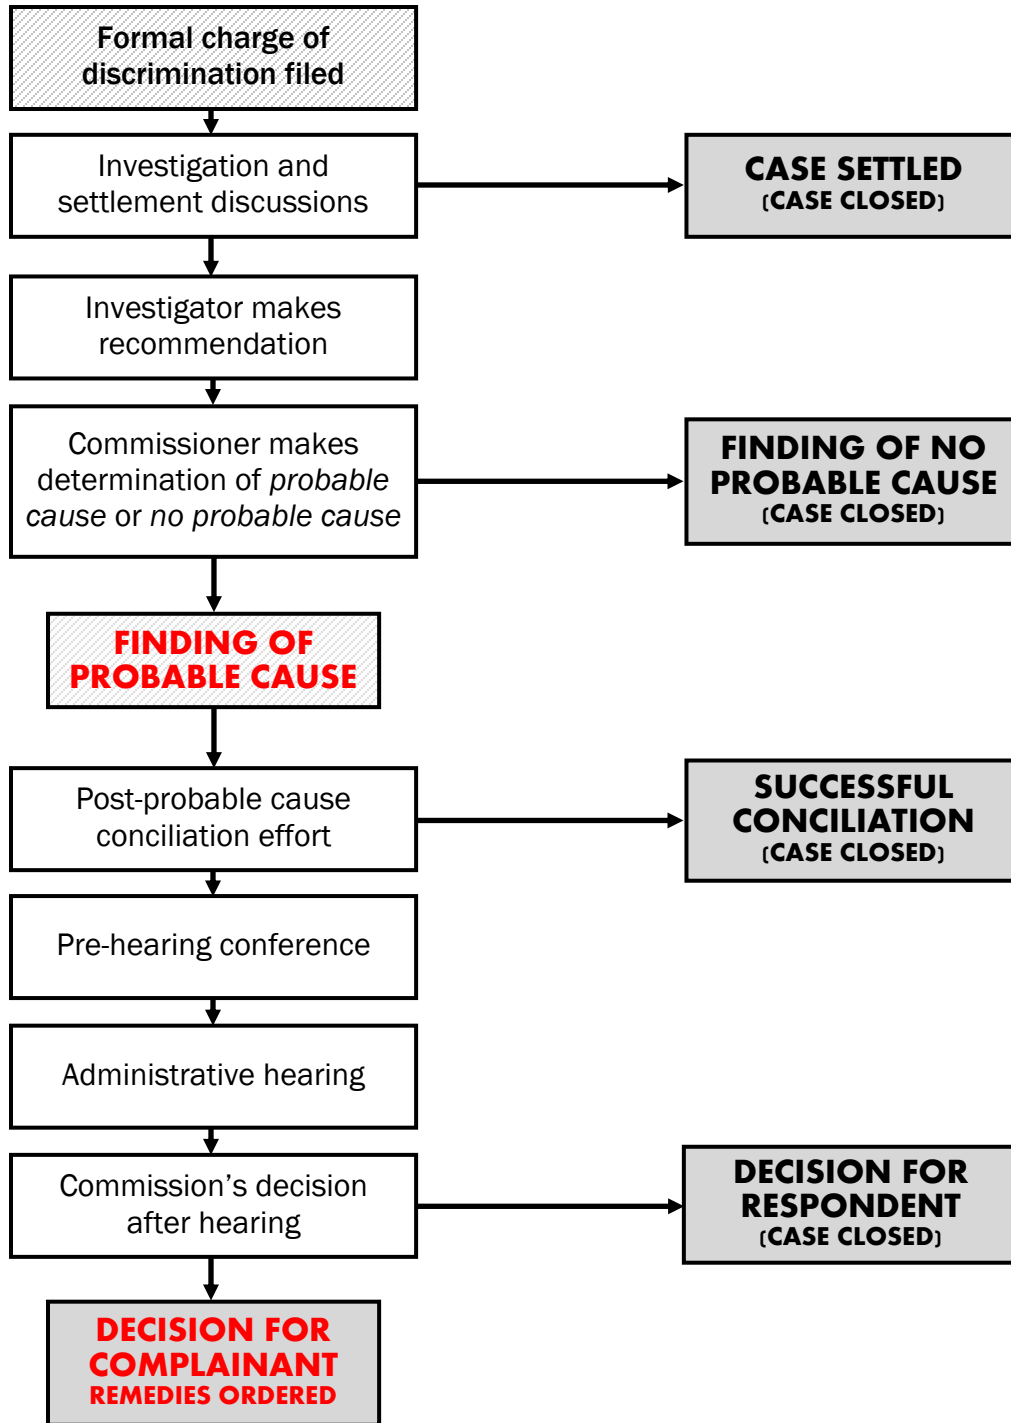 Formal charge of
discrimination filed
Investigation and
settlement discussions
CASE SETTLED
(CASE CLOSED)
Investigator makes
recommendation
Commissioner makes
determination of probable
cause or no probable cause
FINDING OF NO
PROBABLE CAUSE
(CASE CLOSED)
FINDING OF
PROBABLE CAUSE
Post-probable cause
conciliation effort
SUCCESSFUL
CONCILIATION
(CASE CLOSED)
Pre-hearing conference
Administrative hearing
Commission’s decision
after hearing
DECISION FOR
RESPONDENT
(CASE CLOSED)
DECISION FOR
COMPLAINANT
REMEDIES ORDERED